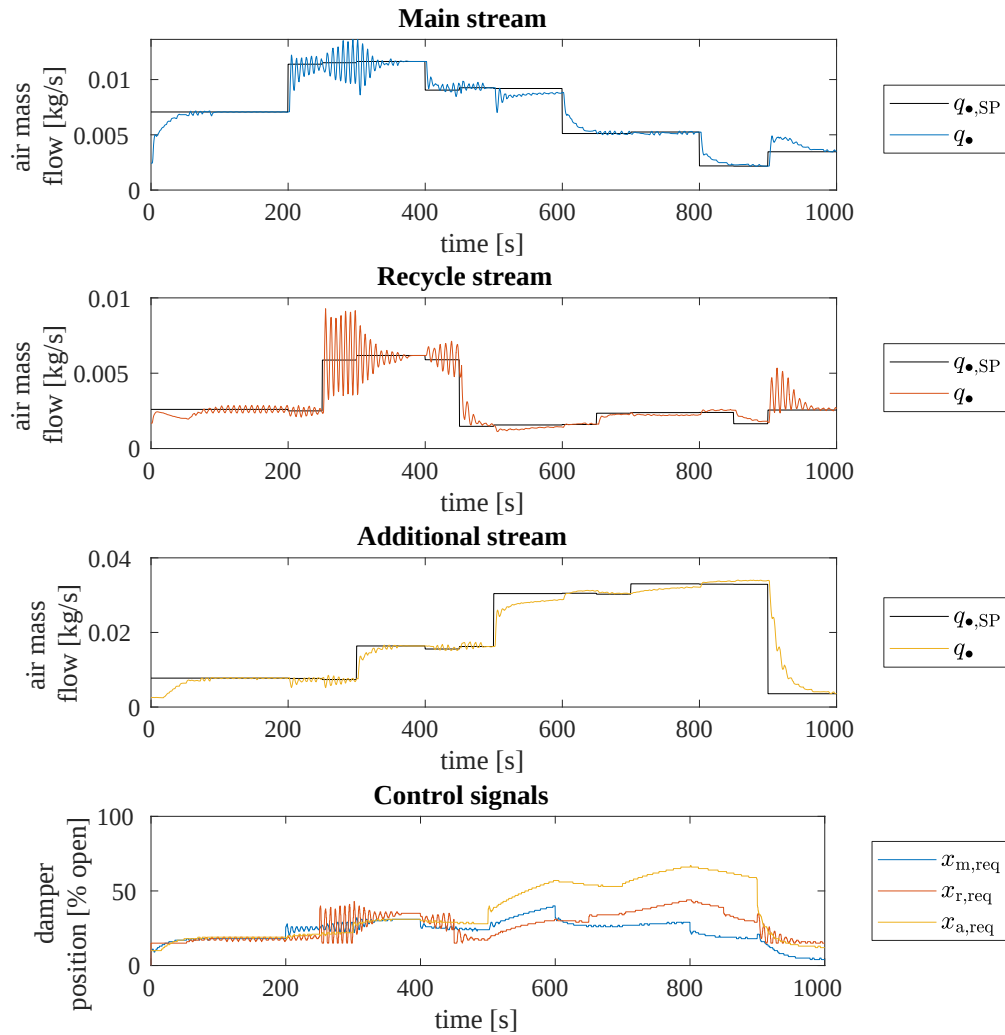 Main stream
0.01
0.005
0
air mass
flow [kg/s]
0 200 400 600 800 1000
time [s]
q●,SP
q●
Recycle stream
0.01
0.005
0
air mass
flow [kg/s]
0 200 400 600 800 1000
time [s]
q●,SP
q●
Additional stream
0.04
0.02
0
air mass
flow [kg/s]
0 200 400 600 800 1000
time [s]
q●,SP
q●
Control signals
100
50
0
damper
position [% open]
0 200 400 600 800 1000
time [s]
xm,req
xr,req
xa,req